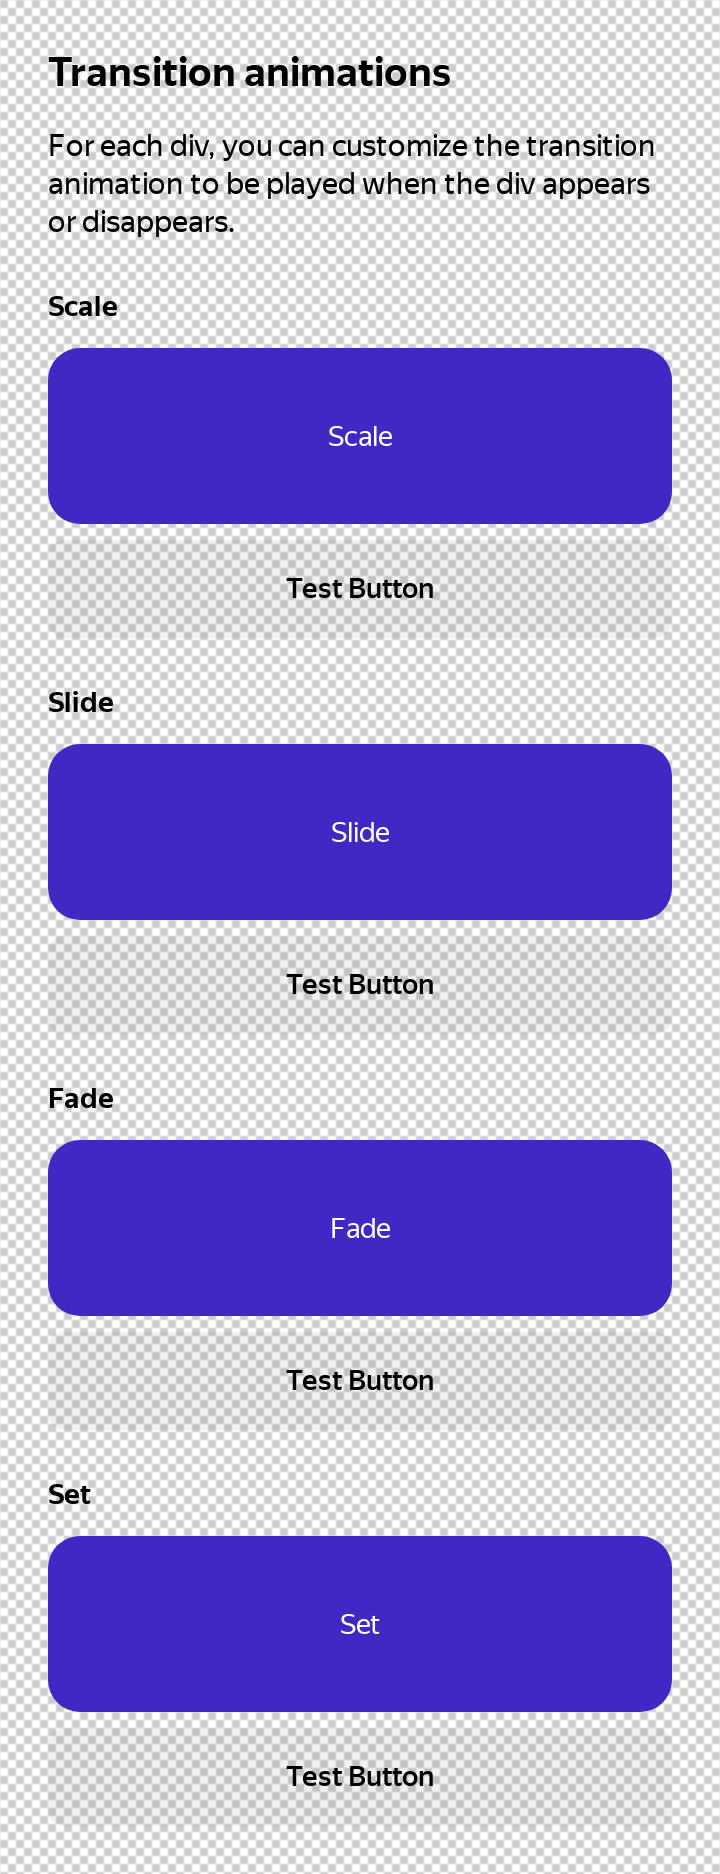 Transition animations
For each div, you can customize the transition
animation to be played when the div appears
or disappears.
Scale
Scale
Test Button
Slide
Slide
Test Button
Fade
Fade
Test Button
Set
Set
Test Button